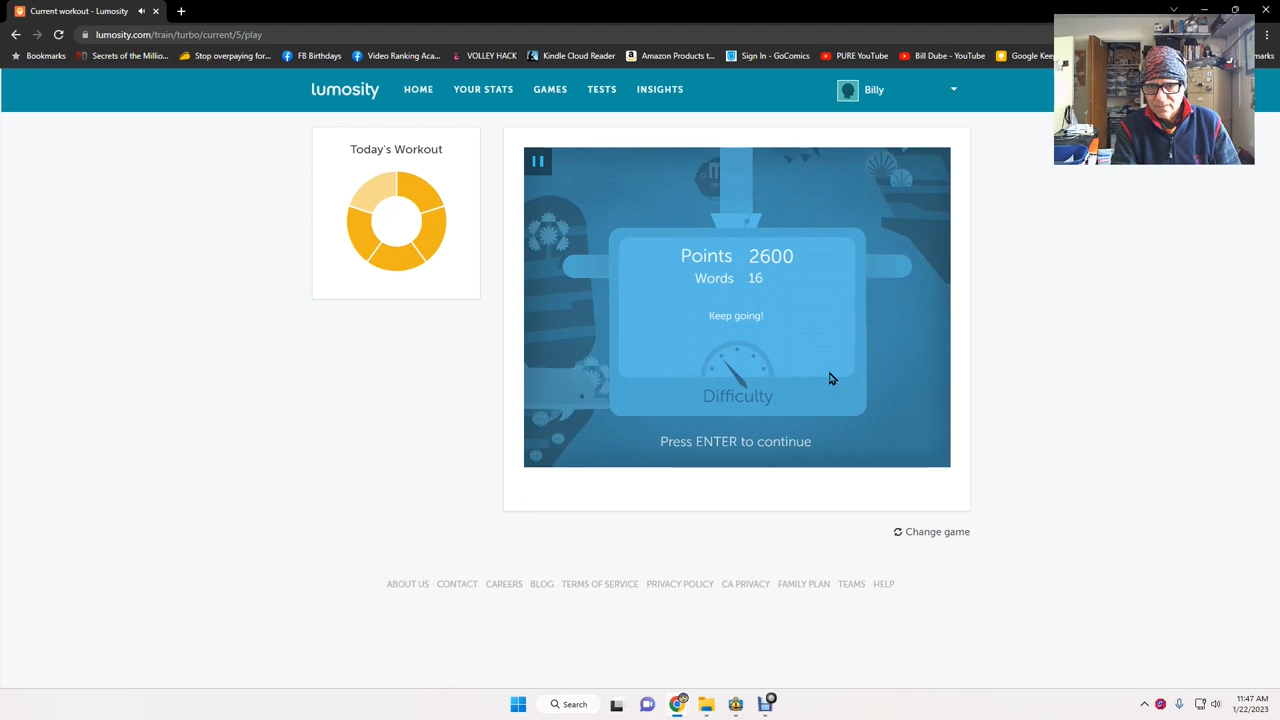 Current workout - Lumosity
lumosity.com/train/turbo/current/5/play
Bookmarks Secrets of the Millio... Stop overpaying for... FB Birthdays Video Ranking Aca... Kindle Cloud Reader Amazon Products t... Sign In - GoComics PURE YouTube Bill Dube - YouTube Google Kee marks
lumosity HOME YOUR STATS GAMES TESTS INSIGHTS Billy
Today's Workout
Points 2600
Words 16
Keep going!
Difficulty
Press ENTER to continue
Change game
ABOUT US CONTACT CAREERS BLOG TERMS OF SERVICE PRIVACY POLICY CA PRIVACY FAMILY PLAN TEAMS HELP
Search
11:47 AM
1/22/2023